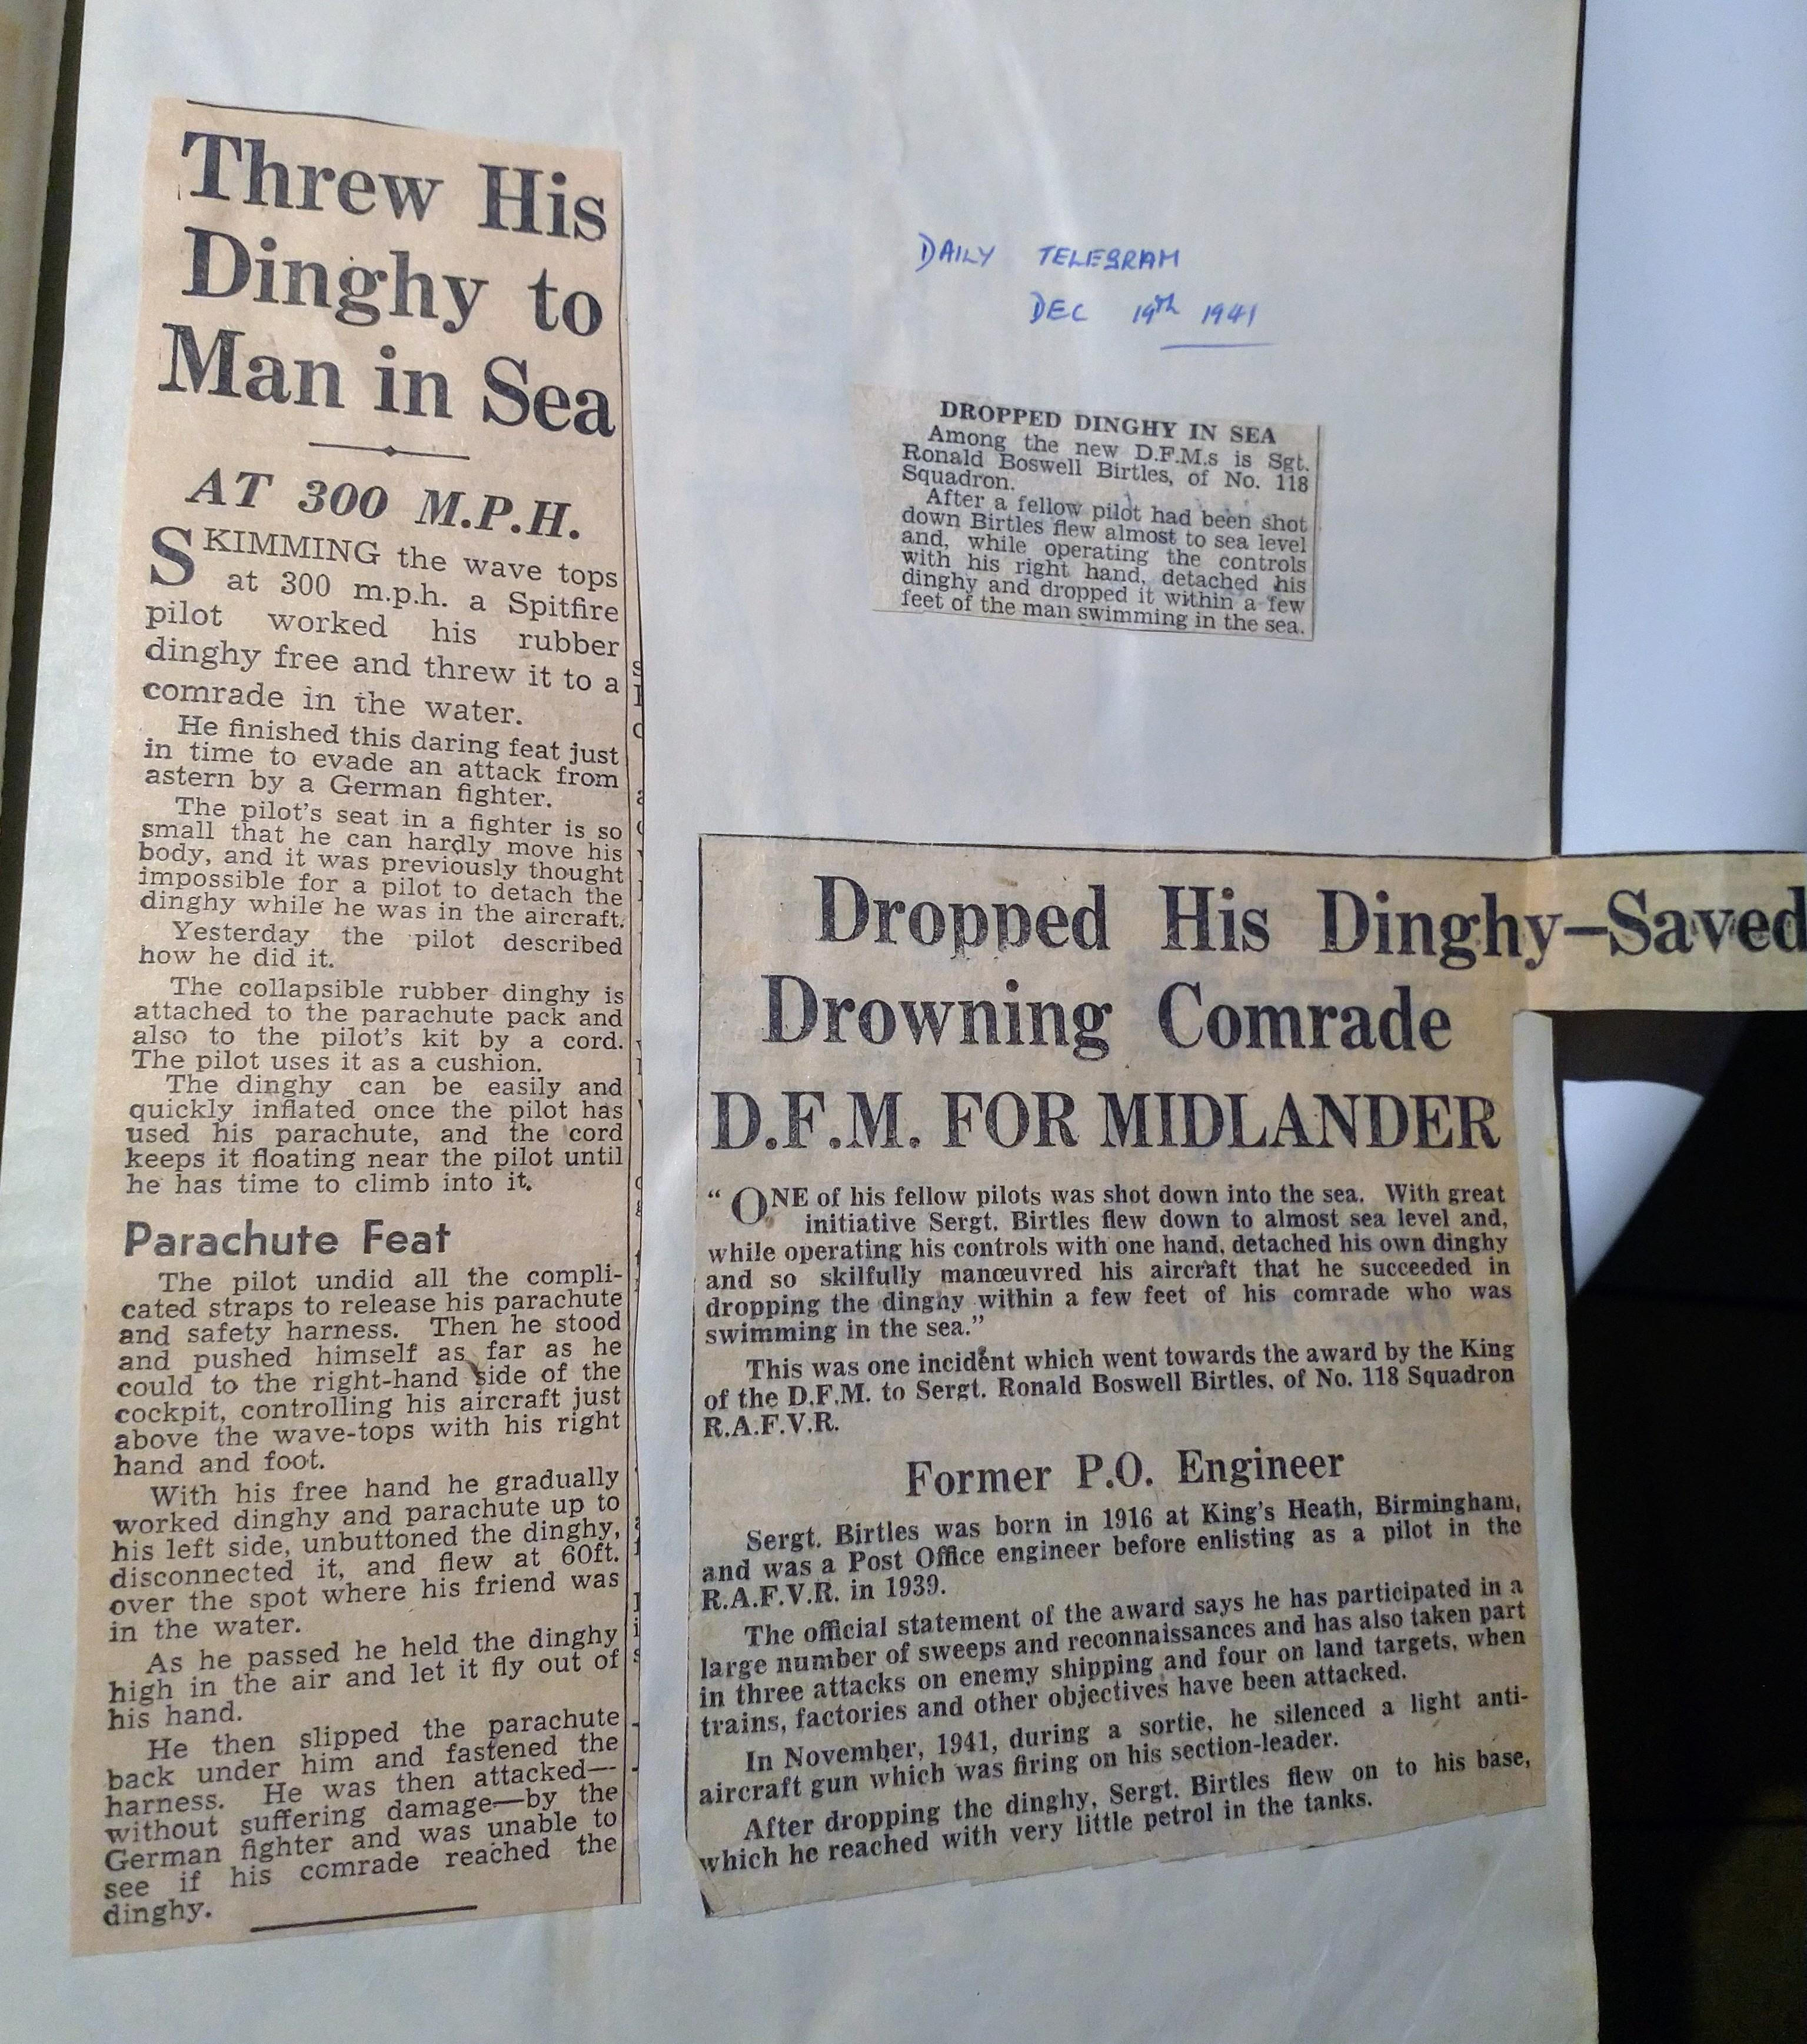 Threw His
Dinghy to
Man in Sea
AT 300 M.P.H.
SKIMMING the wave tops
at 300 m.p.h. a Spitfire
pilot worked his rubber
dinghy free and threw it to a
comrade in the water.
He finished this daring feat just
in time to evade an attack from
astern by a German fighter.
The pilot's seat in a fighter is so
small that he can hardly move his
body, and it was previously thought
impossible for a pilot to detach the
dinghy while he was in the aircraft.
Yesterday the pilot described
how he did it.
The collapsible rubber dinghy is
attached to the parachute pack and
also to the pilot's kit by a cord.
The pilot uses it as a cushion.
The dinghy can be easily and
quickly inflated once the pilot has
used his parachute, and the cord
keeps it floating near the pilot until
he has time to climb into it.
Parachute Feat
The pilot undid all the compli-
cated straps to release his parachute
and safety harness. Then he stood
and pushed himself as far as he
could to the right-hand side of the
cockpit, controlling his aircraft just
above the wave-tops with his right
hand and foot.
With his free hand he gradually
worked dinghy and parachute up to
his left side, unbuttoned the dinghy,
disconnected it, and flew at 60ft.
over the spot where his friend was
in the water.
As he passed he held the dinghy
high in the air and let it fly out of
his hand.
He then slipped the parachute
back under him and fastened the
harness. He was then attacked—
without suffering damage—by the
German fighter and was unable to
see if his comrade reached the
dinghy.
DAILY TELEGRAM
DEC 19th 1941
DROPPED DINGHY IN SEA
Among the new D.F.M.s is Sgt.
Ronald Boswell Birtles, of No. 118
Squadron.
After a fellow pilot had been shot
down Birtles flew almost to sea level
and, while operating the controls
with his right hand, detached his
dinghy and dropped it within a few
feet of the man swimming in the sea.
Dropped His Dinghy—Saved
Drowning Comrade
D.F.M. FOR MIDLANDER
"ONE of his fellow pilots was shot down into the sea. With great
initiative Sergt. Birtles flew down to almost sea level and,
while operating his controls with one hand, detached his own dinghy
and so skilfully manœuvred his aircraft that he succeeded in
dropping the dinghy within a few feet of his comrade who was
swimming in the sea."
This was one incident which went towards the award by the King
of the D.F.M. to Sergt. Ronald Boswell Birtles, of No. 118 Squadron
R.A.F.V.R.
Former P.O. Engineer
Sergt. Birtles was born in 1916 at King's Heath, Birmingham,
and was a Post Office engineer before enlisting as a pilot in the
R.A.F.V.R. in 1939.
The official statement of the award says he has participated in a
large number of sweeps and reconnaissances and has also taken part
in three attacks on enemy shipping and four on land targets, when
trains, factories and other objectives have been attacked.
In November, 1941, during a sortie, he silenced a light anti-
aircraft gun which was firing on his section-leader.
After dropping the dinghy, Sergt. Birtles flew on to his base,
which he reached with very little petrol in the tanks.